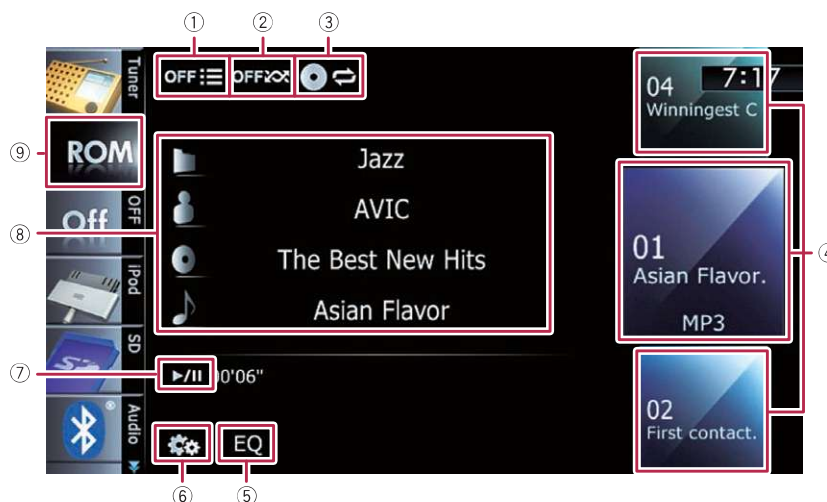 ① ② ③
OFF OFF
Tuner
04 7:17
Winningest C
⑨ ROM
Jazz
AVIC
The Best New Hits
Asian Flavor
⑧
OFF
Off
iPod
SD
01
Asian Flavor.
MP3
④
⑦ ►/II 00'06"
02
First contact.
Audio
EQ
⑥ ⑤